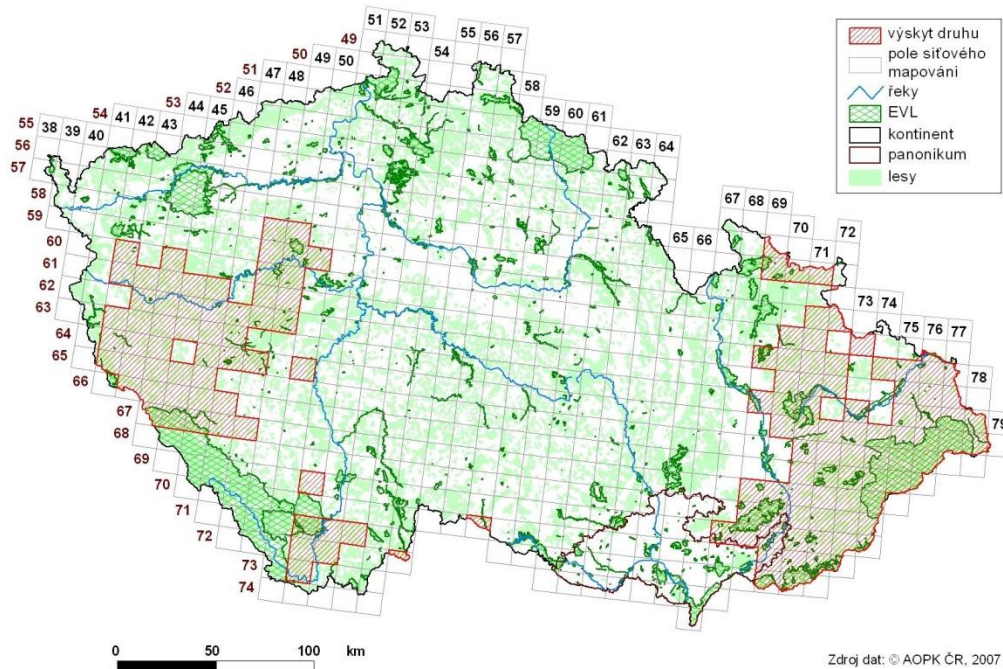 51 52 53
49 54 55 56 57
50 49 50
51 47 48 58
52 46 59 60 61
53 44 45 62 63 64
54 41 42 43
55 38 39 40
56
57
58
59
60
61
62
63
64
65
66
67
68
69
70
71
72
73
74
65 66
67 68 69
70 71 72
73 74
75 76 77
78
79
výskyt druhu
pole síťového
mapování
řeky
EVL
kontinent
panonikum
lesy
0 50 100 km
Zdroj dat: © AOPK ČR, 2007